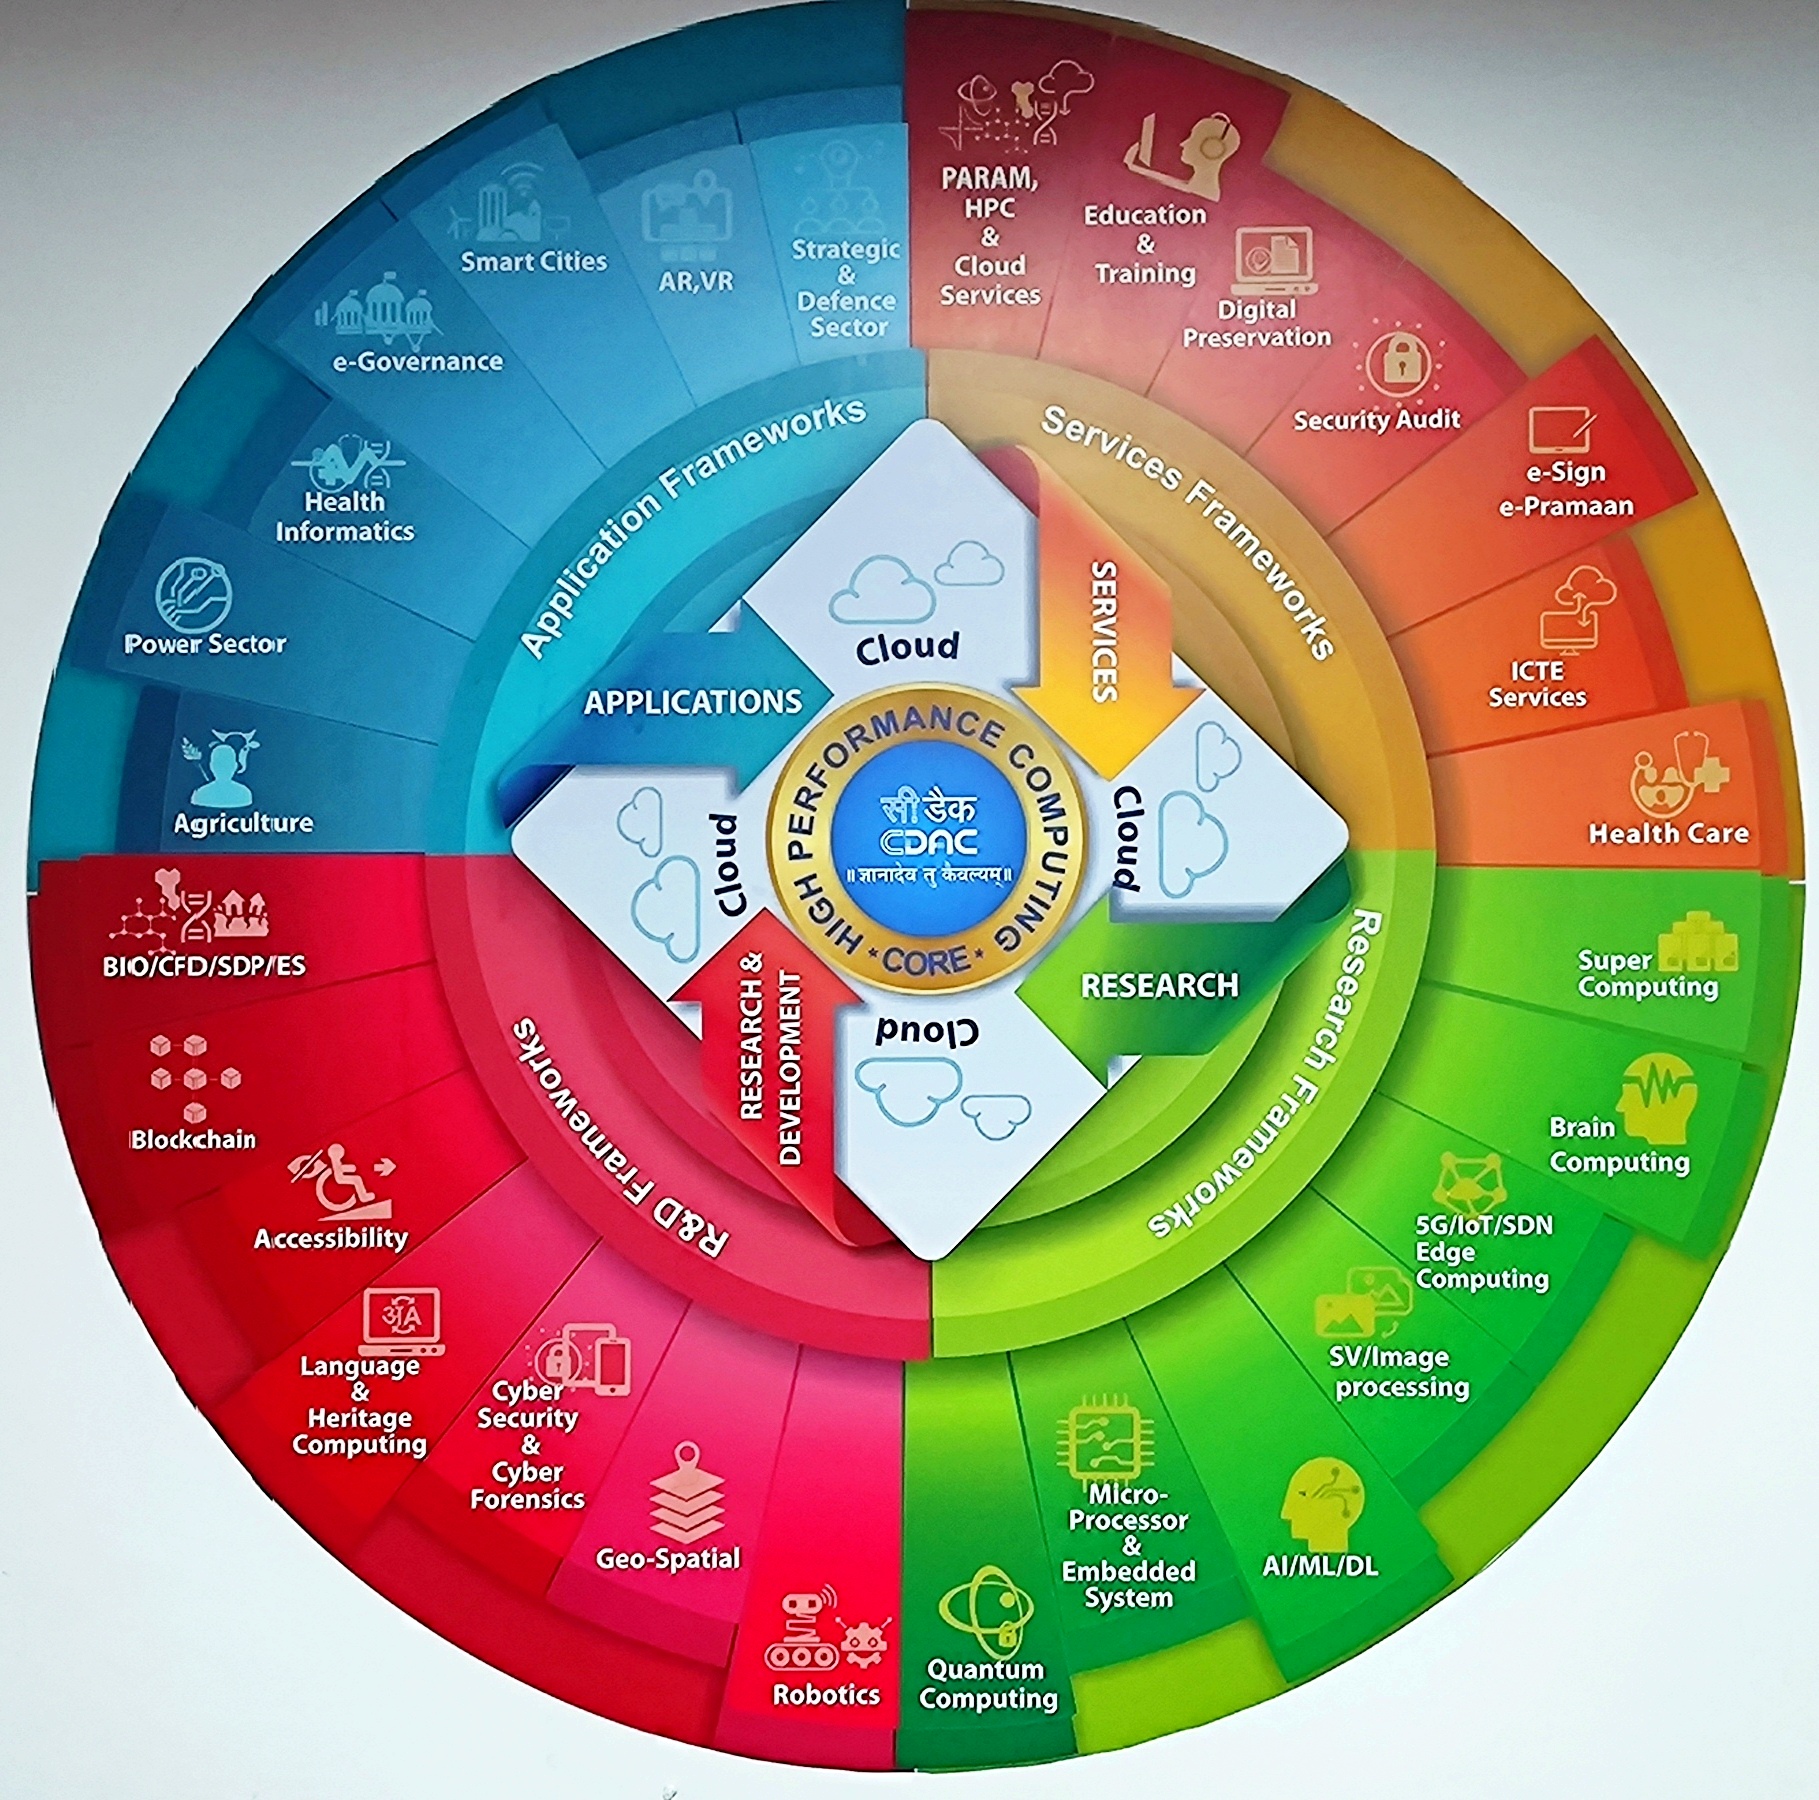 PARAM,
HPC
&
Cloud
Services
Education
&
Training
Digital
Preservation
Security Audit
e-Sign
e-Pramaan
ICTE
Services
Health Care
Super
Computing
Brain
Computing
5G/IoT/SDN
Edge
Computing
SV/Image
processing
AI/ML/DL
Micro-
Processor
&
Embedded
System
Quantum
Computing
Robotics
Geo-Spatial
Cyber
Security
&
Cyber
Forensics
Language
&
Heritage
Computing
अ/A
Accessibility
Blockchain
BIO/CFD/SDP/ES
Agriculture
Power Sector
Health
Informatics
e-Governance
Smart Cities
AR,VR
Strategic
&
Defence
Sector
Application Frameworks
Services Frameworks
Research Frameworks
R&D Frameworks
APPLICATIONS
SERVICES
RESEARCH
RESEARCH &
DEVELOPMENT
Cloud
Cloud
Cloud
Cloud
HIGH PERFORMANCE COMPUTING
* CORE *
सी डैक
CDAC
॥ ज्ञानादेव तु कैवल्यम् ॥